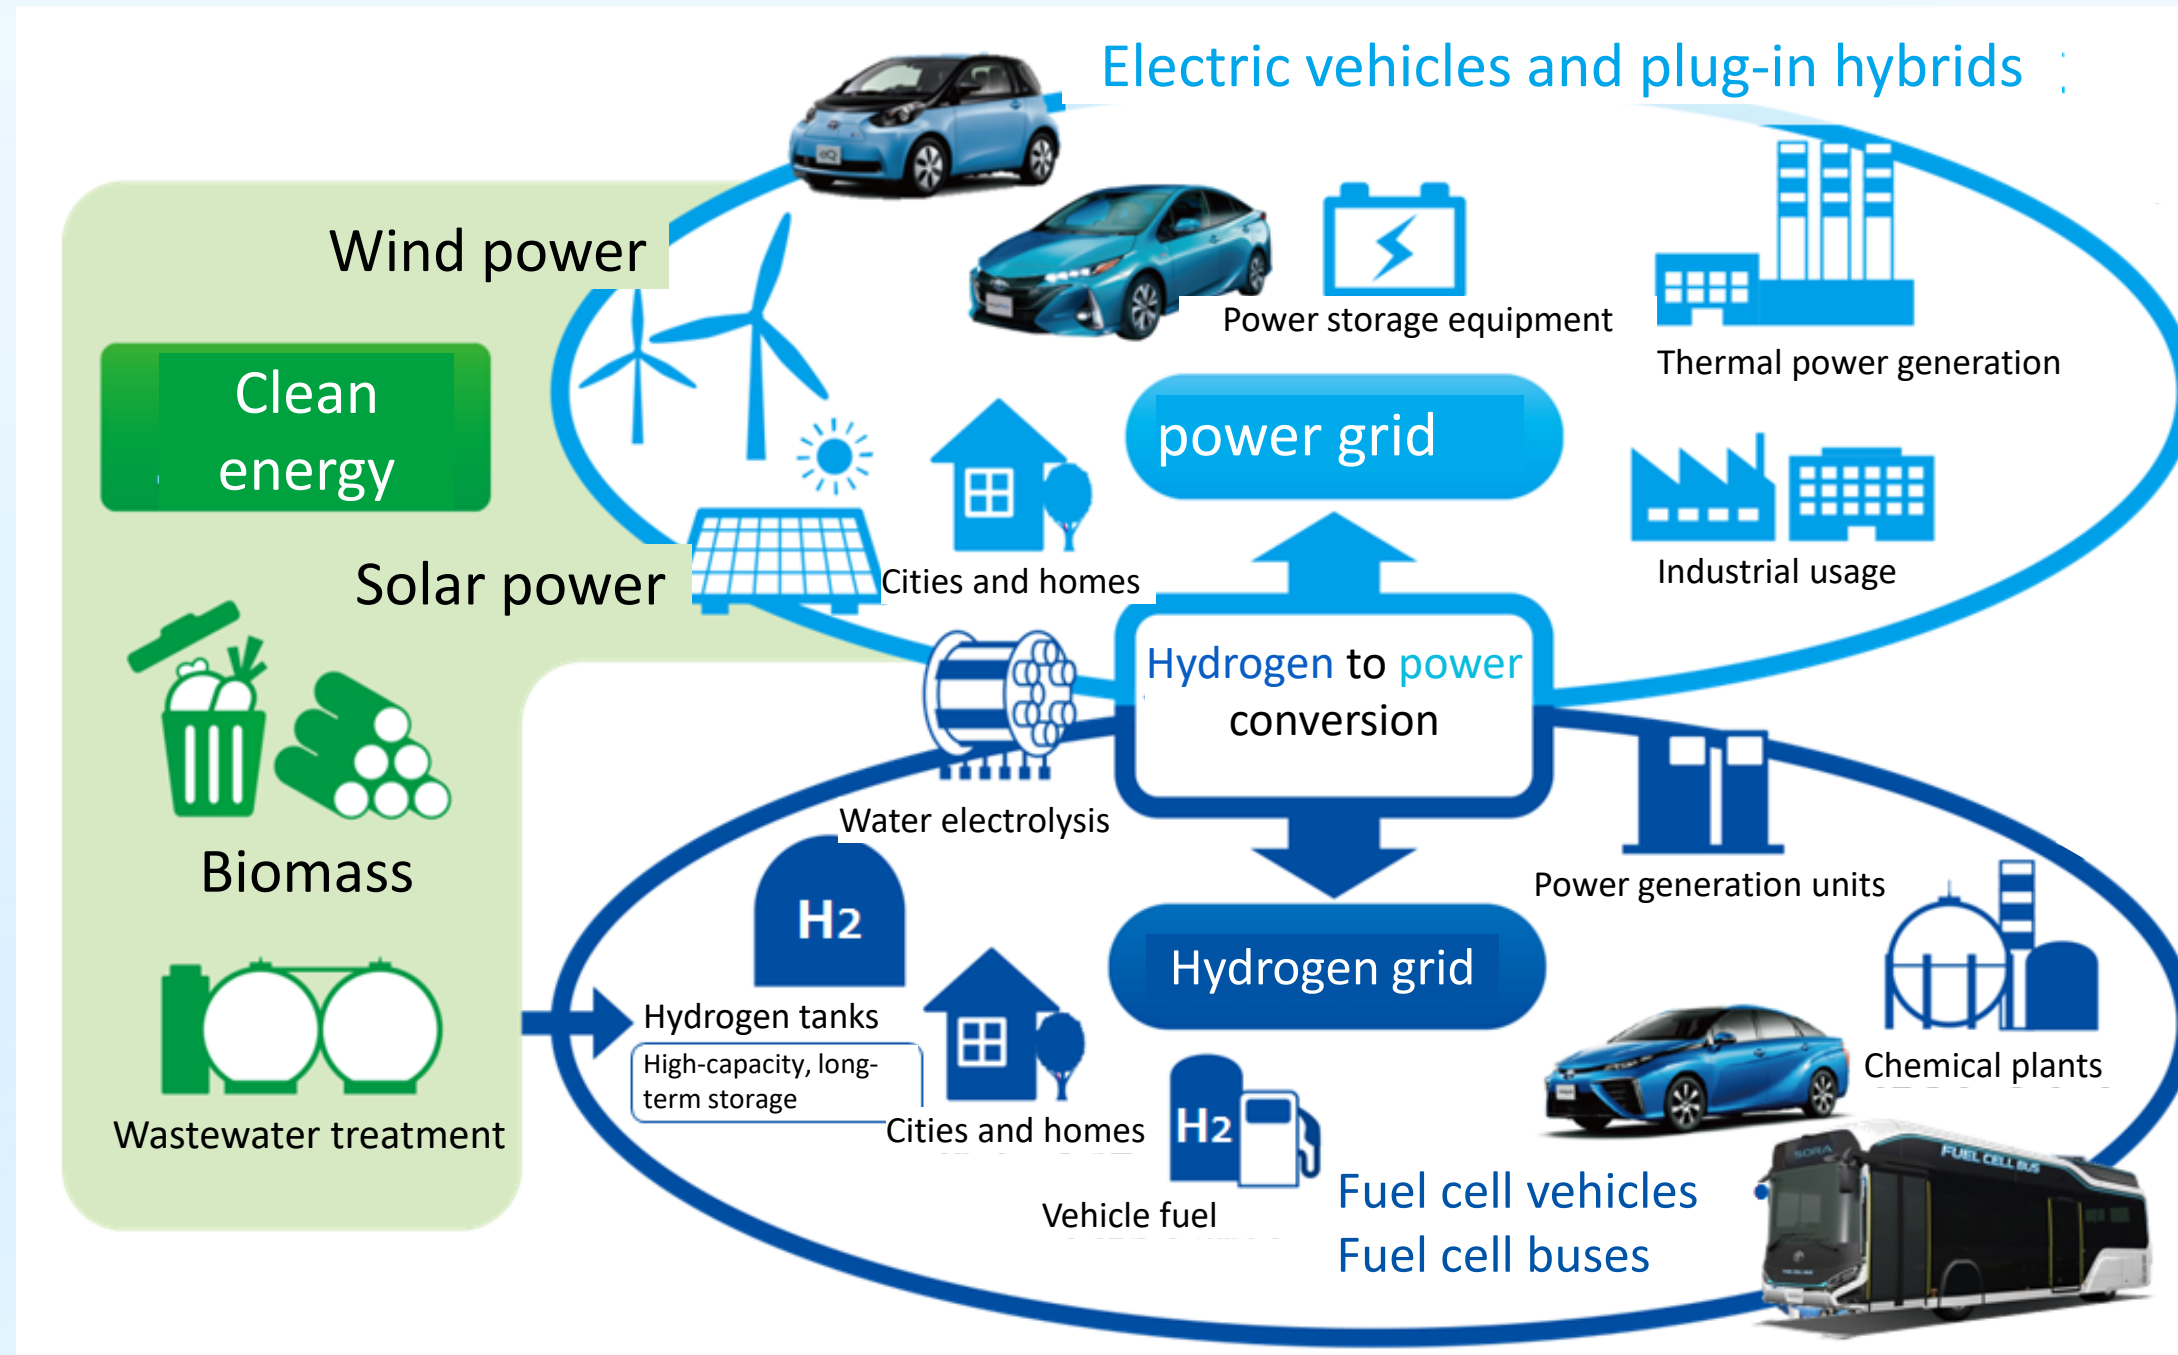 Electric vehicles and plug-in hybrids
Wind power
Clean
energy
Solar power
Biomass
Wastewater treatment
Power storage equipment
Thermal power generation
power grid
Cities and homes
Industrial usage
Hydrogen to power
conversion
Water electrolysis
Power generation units
H2
Hydrogen grid
Hydrogen tanks
High-capacity, long-
term storage
Cities and homes
Chemical plants
H2
Vehicle fuel
Fuel cell vehicles
Fuel cell buses
SORA
FUEL CELL BUS